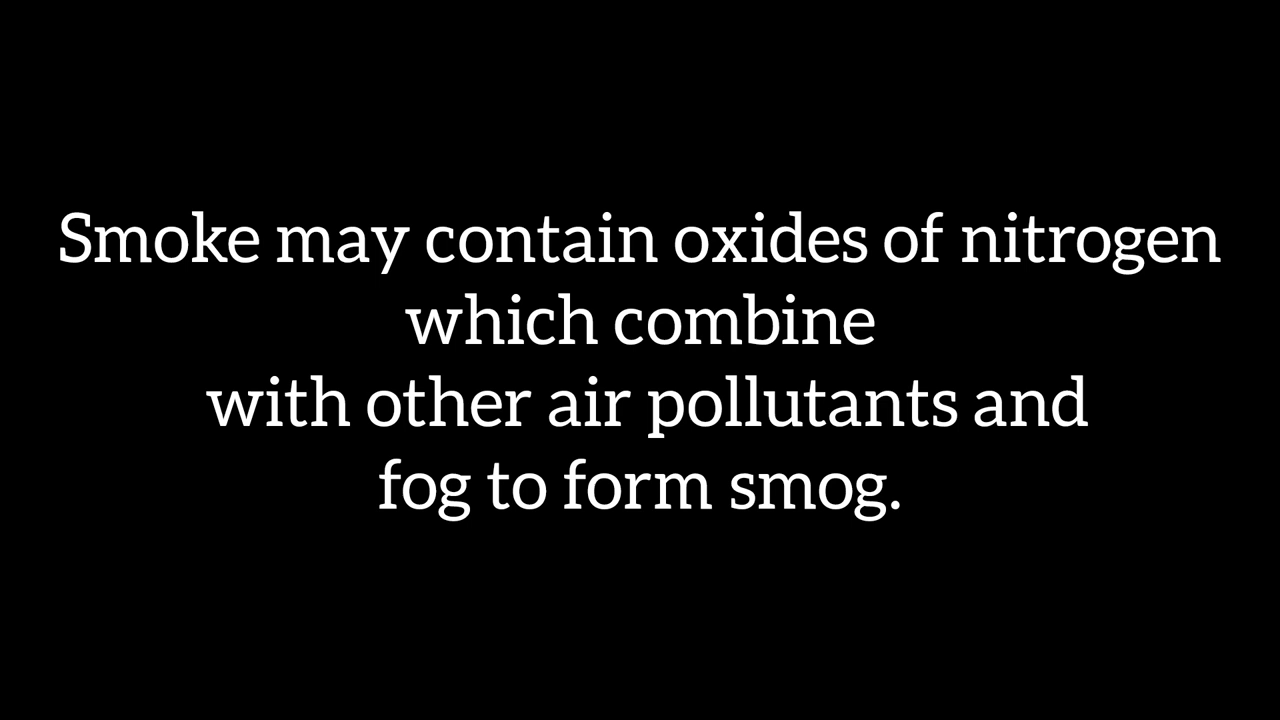 Smoke may contain oxides of nitrogen
which combine
with other air pollutants and
fog to form smog.